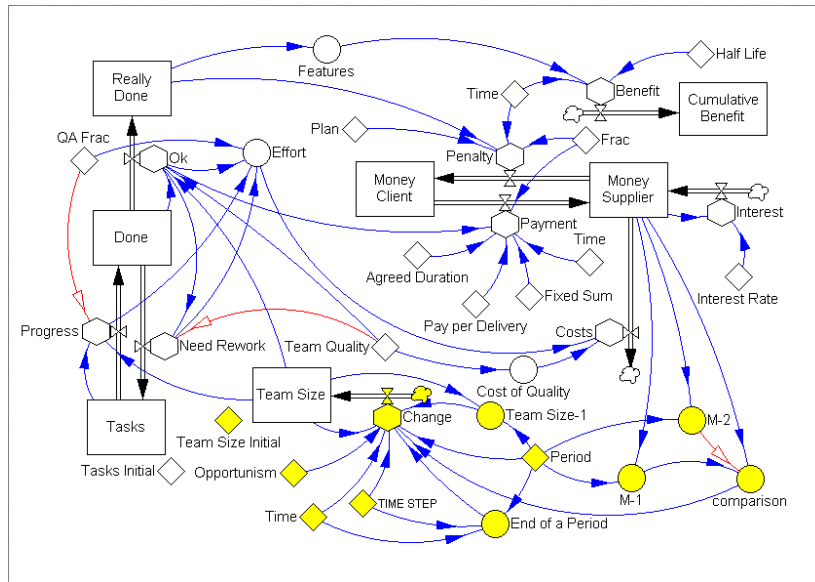 Half Life
Features
Really
Done
Time
Benefit
Cumulative
Benefit
Plan
Frac
QA Frac
Ok
Effort
Penalty
Money
Client
Money
Supplier
Interest
Done
Payment
Time
Agreed Duration
Interest Rate
Fixed Sum
Pay per Delivery
Progress
Need Rework
Team Quality
Costs
Cost of Quality
Team Size
Tasks
Team Size Initial
Change
Team Size-1
M-2
Tasks Initial
Opportunism
Period
M-1
comparison
Time
TIME STEP
End of a Period